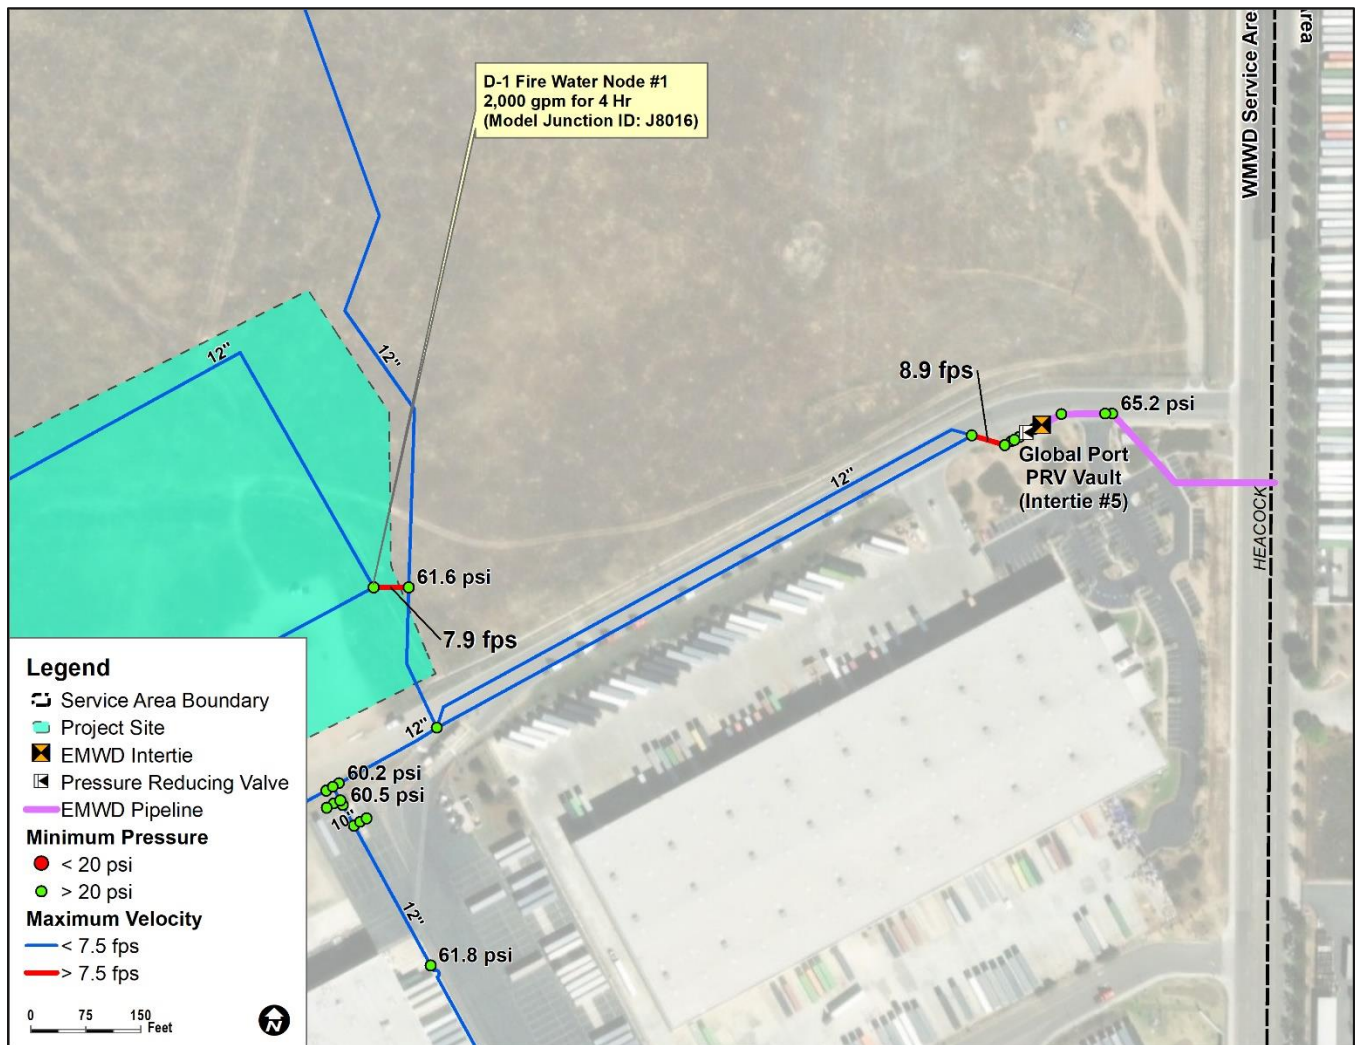 D-1 Fire Water Node #1
2,000 gpm for 4 Hr
(Model Junction ID: J8016)
WMWD Service Are
rea
12"
12"
8.9 fps
65.2 psi
Global Port
PRV Vault
(Intertie #5)
12"
HEACOCK
61.6 psi
7.9 fps
12"
60.2 psi
60.5 psi
10"
12"
61.8 psi
Legend
Service Area Boundary
Project Site
EMWD Intertie
Pressure Reducing Valve
EMWD Pipeline
Minimum Pressure
< 20 psi
> 20 psi
Maximum Velocity
< 7.5 fps
> 7.5 fps
0 75 150
Feet
N